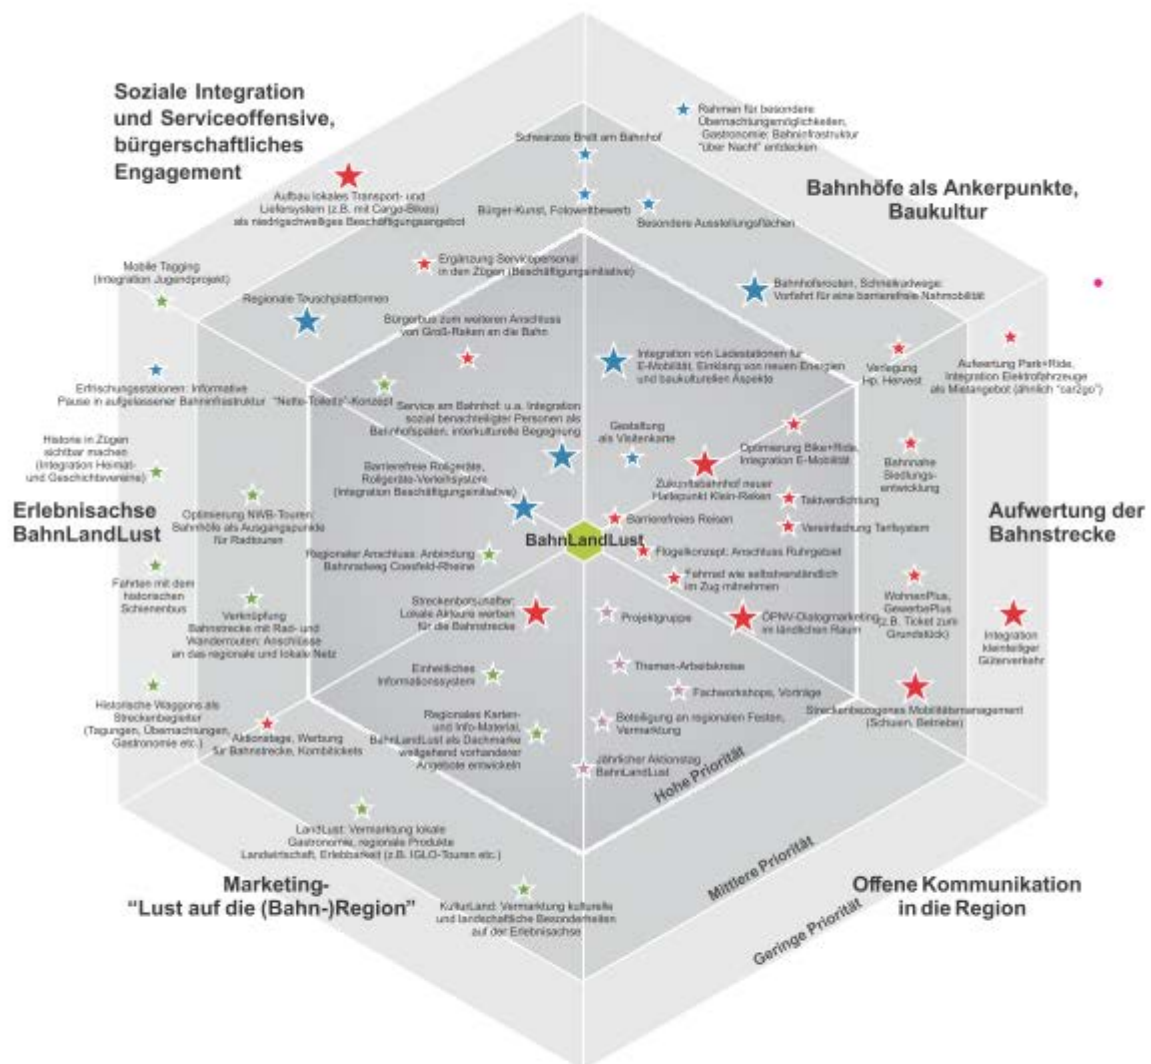 Soziale Integration
und Serviceoffensive,
bürgerschaftliches
Engagement
Rahmen für besondere
Übernachtungmöglichkeiten,
Gastronomie: Bahninfrastruktur
"über Nacht" entdecken
Schwarzes Brett am Bahnhof
Bahnhöfe als Ankerpunkte,
Baukultur
Aufbau lokales Transport- und
Liefersystem (z.B. mit Cargo-Bikes)
als niedrigschwelliges Beschäftigungsangebot
Bürger-Kunst, Fotowettbewerb
Besondere Ausstellungsflächen
Ergänzung Servicepersonal
in den Zügen (Beschäftigungsinitiative)
Mobile Tagging
(Integration Jugendprojekt)
Regionale Tauschplattformen
Bahnhofsrouten, Schnellradwege:
Vorfahrt für eine barrierefreie Nahmobilität
Bürgerbus zum weiteren Anschluss
von Groß-Reken an die Bahn
Integration von Ladestationen für
E-Mobilität, Einklang von neuen Energien
und baukulturellen Aspekte
Verlegung
Hp. Hervest
Aufwertung Park+Ride,
Integration Elektrofahrzeuge
als Mietangebot (ähnlich "car2go")
Erfrischungsstationen: Informative
Pause in aufgelassener Bahninfrastruktur
"Nette-Toilette"-Konzept
Service am Bahnhof: u.a. Integration
sozial benachteiligter Personen als
Bahnhofspaten, interkulturelle Begegnung
Gestaltung
als Visitenkarte
Optimierung Bike+Ride,
Integration E-Mobilität
Historie in Zügen
sichtbar machen
(Integration Heimat-
und Geschichtsvereine)
Barrierefreie Rollgeräte,
Rollgeräte-Verleihsystem
(Integration Beschäftigungsinitiative)
Zukunftsbahnhof neuer
Haltepunkt Klein-Reken
Bahnnahe
Siedlungs-
entwicklung
Taktverdichtung
Erlebnisachse
BahnLandLust
Optimierung NWB-Touren:
Bahnhöfe als Ausgangspunkte
für Radtouren
Barrierefreies Reisen
Vereinfachung Tarifsystem
Aufwertung der
Bahnstrecke
BahnLandLust
Regionaler Anschluss: Anbindung
Bahnradweg Coesfeld-Rheine
Flügelkonzept: Anschluss Ruhrgebiet
Fahrrad wie selbstverständlich
im Zug mitnehmen
Fahrten mit dem
historischen
Schienenbus
Verknüpfung
Bahnstrecke mit Rad- und
Wanderrouten: Anschlüsse
an das regionale und lokale Netz
Streckenbotschafter:
Lokale Akteure werben
für die Bahnstrecke
Projektgruppe
ÖPNV-Dialogmarketing
im ländlichen Raum
WohnenPlus,
GewerbePlus
(z.B. Ticket zum
Grundstück)
Integration
kleinteiliger
Güterverkehr
Einheitliches
Informationssystem
Themen-Arbeitskreise
Fachworkshops, Vorträge
Streckenbezogenes Mobilitätsmanagement
(Schulen, Betriebe)
Historische Waggons als
Streckenbegleiter
(Tagungen, Übernachtungen,
Gastronomie etc.)
Aktionstage, Werbung
für Bahnstrecke, Kombitickets
Regionales Karten-
und Info-Material,
BahnLandLust als Dachmarke
weitgehend vorhandener
Angebote entwickeln
Beteiligung an regionalen Festen,
Vermarktung
Jährlicher Aktionstag
BahnLandLust
Hohe Priorität
LandLust: Vermarktung lokale
Gastronomie, regionale Produkte
Landwirtschaft, Erlebbarkeit (z.B. IGLO-Touren etc.)
Mittlere Priorität
Marketing-
"Lust auf die (Bahn-)Region"
KulturLand: Vermarktung kulturelle
und landschaftliche Besonderheiten
auf der Erlebnisachse
Geringe Priorität
Offene Kommunikation
in die Region